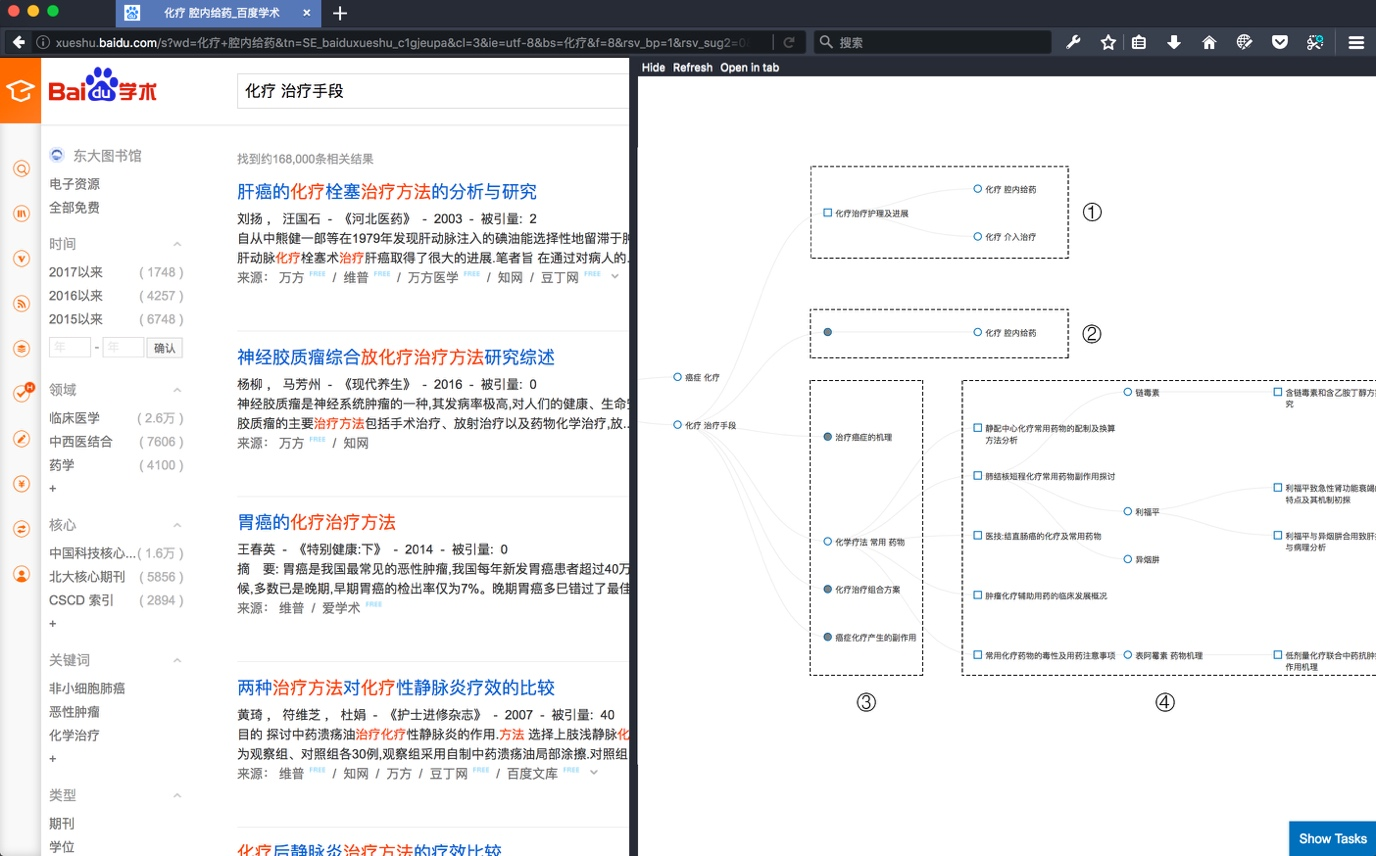 化疗 腔内给药_百度学术
xueshu.baidu.com/s?wd=化疗+腔内给药&tn=SE_baiduxueshu_c1gjeupa&cl=3&ie=utf-8&bs=化疗&f=8&rsv_bp=1&rsv_sug2=0
搜索
Hide Refresh Open in tab
Baidu学术
化疗 治疗手段
东大图书馆
电子资源
全部免费
时间
2017以来 ( 1748 )
2016以来 ( 4257 )
2015以来 ( 6748 )
年 - 年 确认
领域
临床医学 ( 2.6万 )
中西医结合 ( 7606 )
药学 ( 4100 )
+
核心
中国科技核心... ( 1.6万 )
北大核心期刊 ( 5856 )
CSCD 索引 ( 2894 )
+
关键词
非小细胞肺癌
恶性肿瘤
化学治疗
+
类型
期刊
学位
找到约168,000条相关结果
肝癌的化疗栓塞治疗方法的分析与研究
刘扬 ， 汪国石 - 《河北医药》 - 2003 - 被引量: 2
自从中熊健一郎等在1979年发现肝动脉注入的碘油能选择性地留滞于
肝动脉化疗栓塞术治疗肝癌取得了很大的进展.笔者旨 在通过对病人的.
来源: 万方 FREE / 维普 FREE / 万方医学 FREE / 知网 / 豆丁网 FREE
神经胶质瘤综合放化疗治疗方法研究综述
杨柳 ， 马芳州 - 《现代养生》 - 2016 - 被引量: 0
神经胶质瘤是神经系统肿瘤的一种,其发病率极高,对人们的健康、生命
胶质瘤的主要治疗方法包括手术治疗、放射治疗以及药物化学治疗,放..
来源: 万方 FREE / 知网
胃癌的化疗治疗方法
王春英 - 《特别健康:下》 - 2014 - 被引量: 0
摘 要: 胃癌是我国最常见的恶性肿瘤,我国每年新发胃癌患者超过40万
候,多数已是晚期,早期胃癌的检出率仅为7%。晚期胃癌多已错过了最佳
来源: 维普 / 爱学术 FREE
两种治疗方法对化疗性静脉炎疗效的比较
黄琦 ， 符维芝 ， 杜娟 - 《护士进修杂志》 - 2007 - 被引量: 40
目的 探讨中药溃疡油治疗化疗性静脉炎的作用.方法 选择上肢浅静脉化
为观察组、对照组各30例,观察组采用自制中药溃疡油局部涂擦.对照组
来源: 维普 FREE / 知网 / 万方 / 豆丁网 FREE / 百度文库 FREE
化疗后静脉炎治疗方法的疗效比较
癌症 化疗
化疗 治疗手段
化疗治疗护理及进展
化疗 腔内给药
化疗 介入治疗
①
化疗 腔内给药
②
治疗癌症的机理
化学疗法 常用 药物
化疗治疗组合方案
癌症化疗产生的副作用
③
链霉素
含链霉素和含乙胺丁醇方
究
静配中心化疗常用药物的配制及换算
方法分析
肺结核短程化疗常用药物副作用探讨
利福平
利福平致急性肾功能衰竭
特点及其机制初探
医技:结直肠癌的化疗及常用药物
利福平与异烟肼合用致肝
与病理分析
异烟肼
肿瘤化疗辅助用药的临床发展概况
常用化疗药物的毒性及用药注意事项
表阿霉素 药物机理
低剂量化疗联合中药抗肿
作用机理
④
Show Tasks